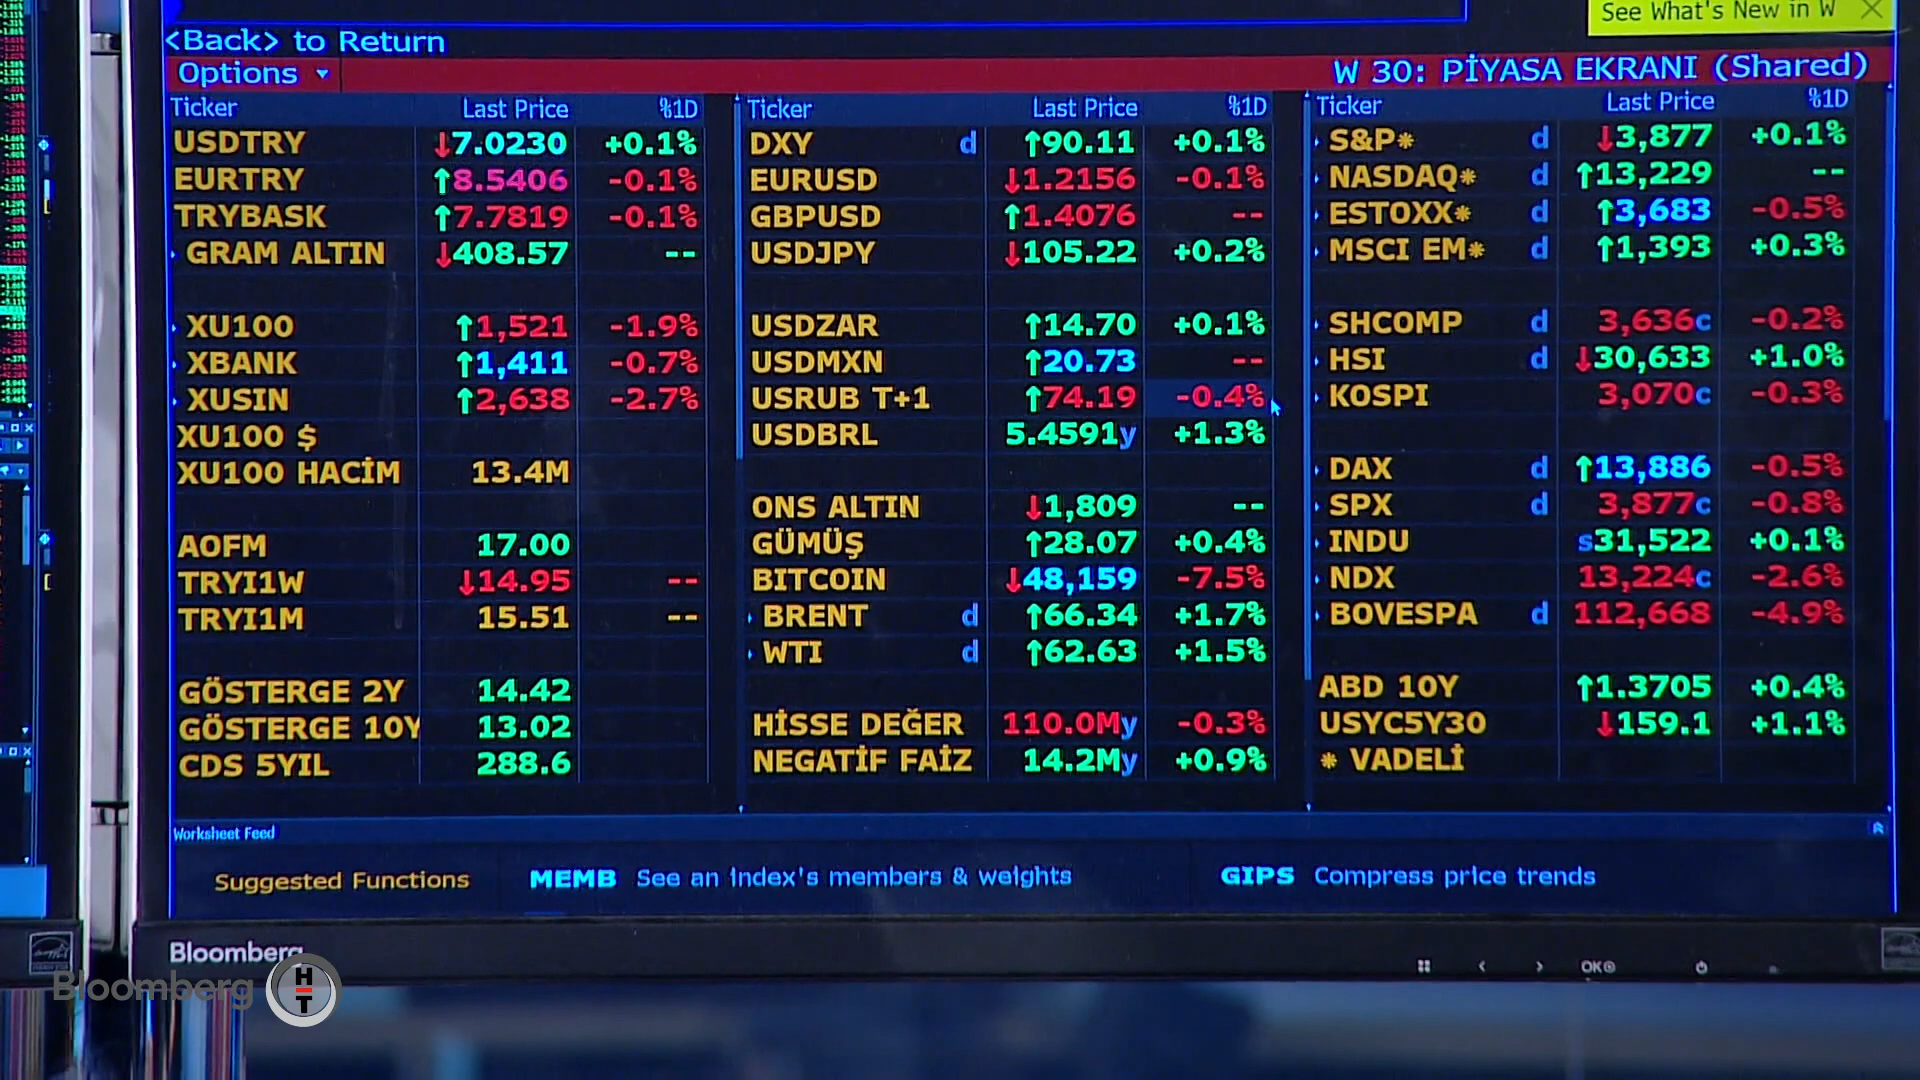 See What's New in W
<Back> to Return
Options
W 30: PİYASA EKRANI (Shared)
Ticker Last Price %1D
USDTRY ↓7.0230 +0.1%
EURTRY ↑8.5406 -0.1%
TRYBASK ↑7.7819 -0.1%
GRAM ALTIN ↓408.57 --
XU100 ↑1,521 -1.9%
XBANK ↑1,411 -0.7%
XUSIN ↑2,638 -2.7%
XU100 $
XU100 HACİM 13.4M
AOFM 17.00
TRYI1W ↓14.95 --
TRYI1M 15.51 --
GÖSTERGE 2Y 14.42
GÖSTERGE 10Y 13.02
CDS 5YIL 288.6
Ticker Last Price %1D
DXY d ↑90.11 +0.1%
EURUSD ↓1.2156 -0.1%
GBPUSD ↑1.4076 --
USDJPY ↓105.22 +0.2%
USDZAR ↑14.70 +0.1%
USDMXN ↑20.73 --
USRUB T+1 ↑74.19 -0.4%
USDBRL 5.4591y +1.3%
ONS ALTIN ↓1,809 --
GÜMÜŞ ↑28.07 +0.4%
BITCOIN ↓48,159 -7.5%
BRENT d ↑66.34 +1.7%
WTI d ↑62.63 +1.5%
HİSSE DEĞER 110.0My -0.3%
NEGATİF FAİZ 14.2My +0.9%
Ticker Last Price %1D
S&P* d ↓3,877 +0.1%
NASDAQ* d ↑13,229 --
ESTOXX* d ↑3,683 -0.5%
MSCI EM* d ↑1,393 +0.3%
SHCOMP d 3,636c -0.2%
HSI d ↓30,633 +1.0%
KOSPI 3,070c -0.3%
DAX d ↑13,886 -0.5%
SPX d 3,877c -0.8%
INDU s31,522 +0.1%
NDX 13,224c -2.6%
BOVESPA d 112,668 -4.9%
ABD 10Y ↑1.3705 +0.4%
USYC5Y30 ↓159.1 +1.1%
* VADELİ
Worksheet Feed
Suggested Functions MEMB See an index's members & weights GIPS Compress price trends
Bloomberg
OK
Bloomberg HT